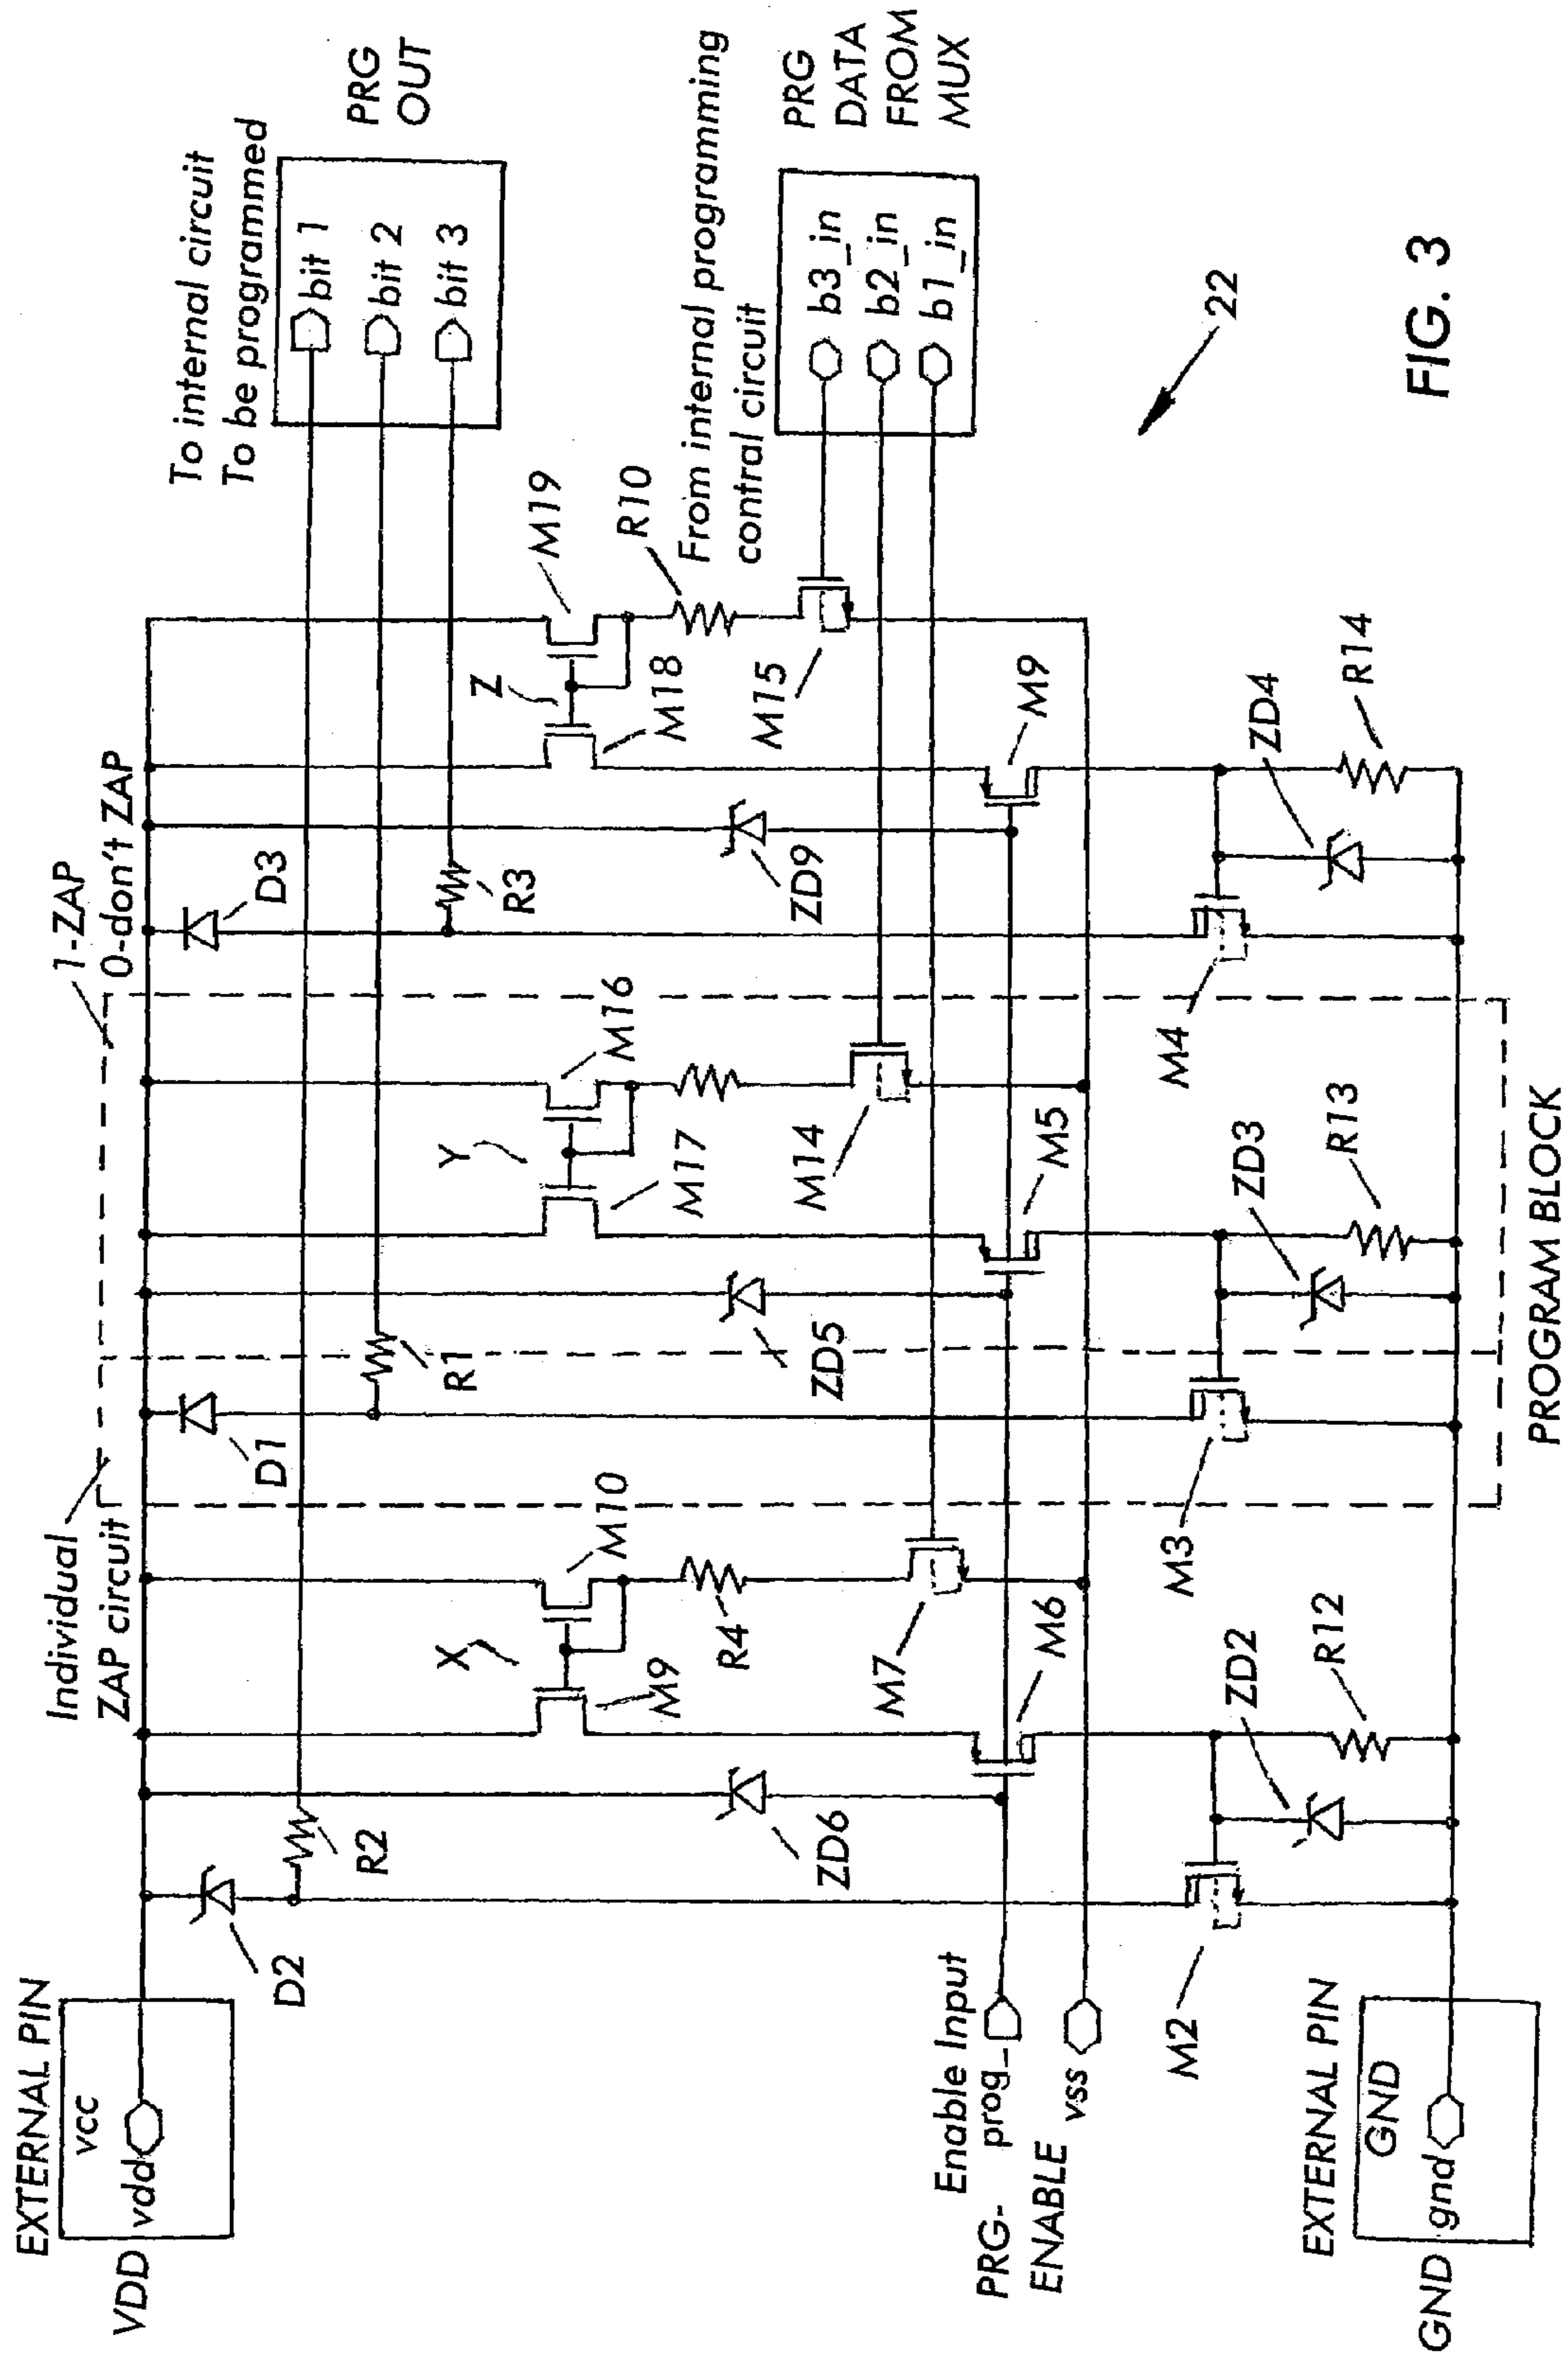 EXTERNAL PIN
vcc
VDD
vdd
Individual
ZAP circuit
1-ZAP
0-don't ZAP
To internal circuit
To be programmed
bit 1
bit 2
bit 3
PRG
OUT
D2
R2
D1
R1
D3
R3
X
M10
M9
R4
Y
M16
M17
Z
M19
M18
R10
ZD6
ZD5
ZD9
M7
M14
M15
From internal programming
contral circuit
b3_in
b2_in
b1_in
PRG
DATA
FROM
MUX
Enable Input
PRG-
prog_
ENABLE
vss
M6
M5
M9
M2
ZD2
R12
M3
ZD3
R13
M4
ZD4
R14
EXTERNAL PIN
GND
GND
gnd
PROGRAM BLOCK
22
FIG. 3